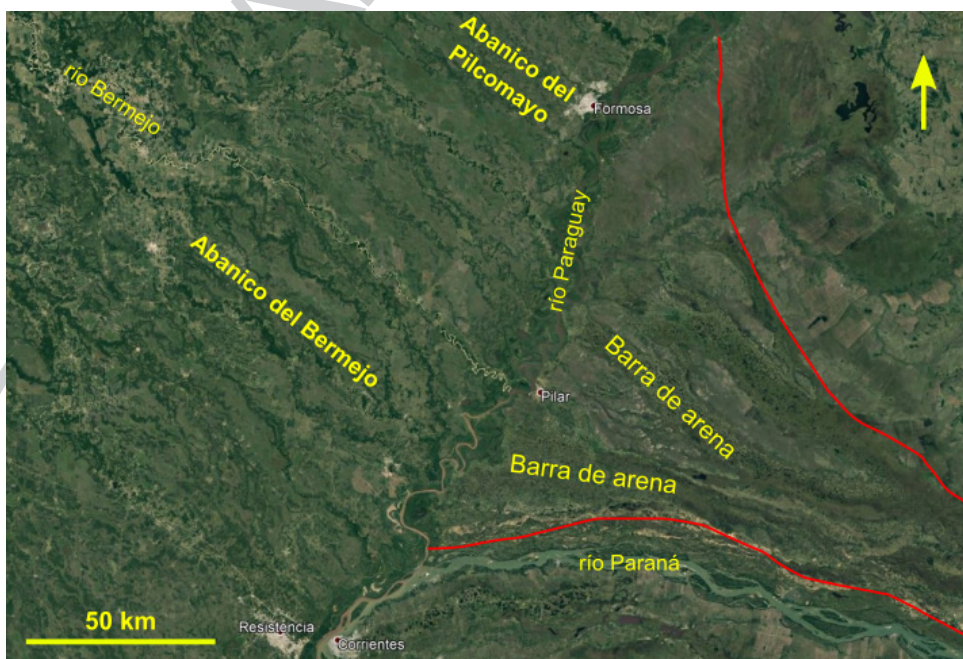 Abanico del
Pilcomayo
río Bermejo
Formosa
río Paraguay
Abanico del Bermejo
Barra de arena
Pilar
Barra de arena
río Paraná
50 km
Resistencia
Corrientes